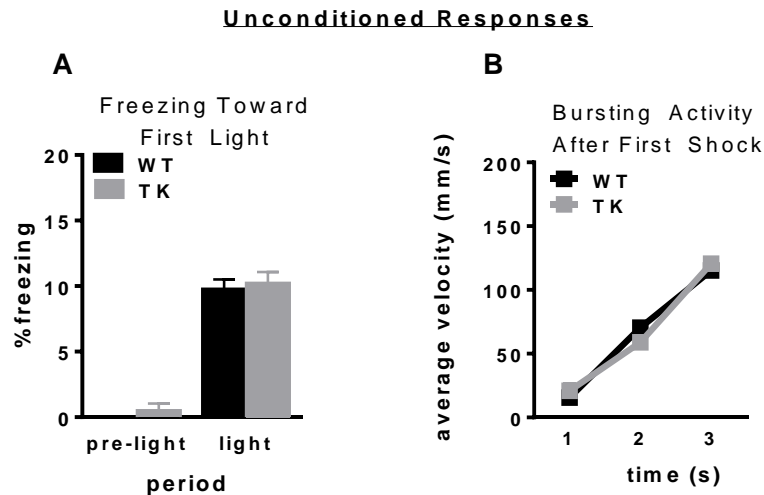 Unconditioned Responses
A
Freezing Toward
First Light
WT
TK
%freezing
20
15
10
5
0
pre-light light
period
B
Bursting Activity
After First Shock
WT
TK
average velocity (mm/s)
200
150
100
50
0
1 2 3
time (s)